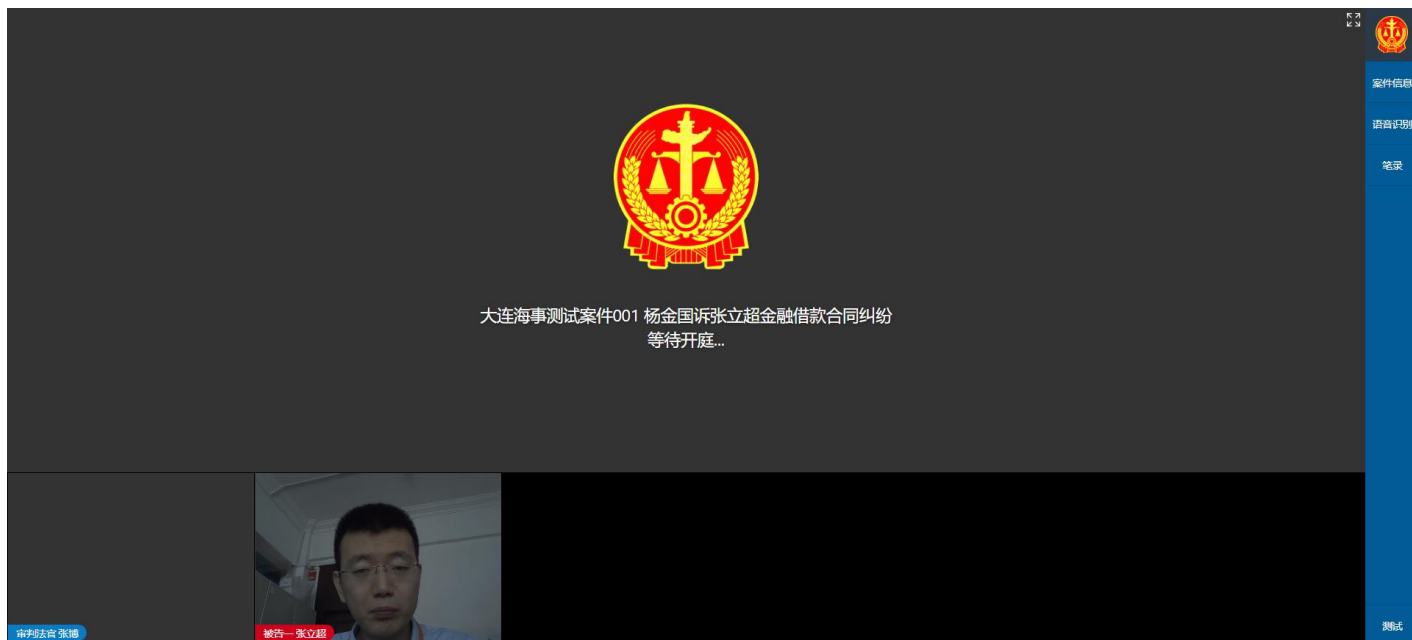 案件信息
语音识别
笔录
大连海事测试案件001 杨金国诉张立超金融借款合同纠纷
等待开庭...
审判法官 张博
被告一 张立超
测试